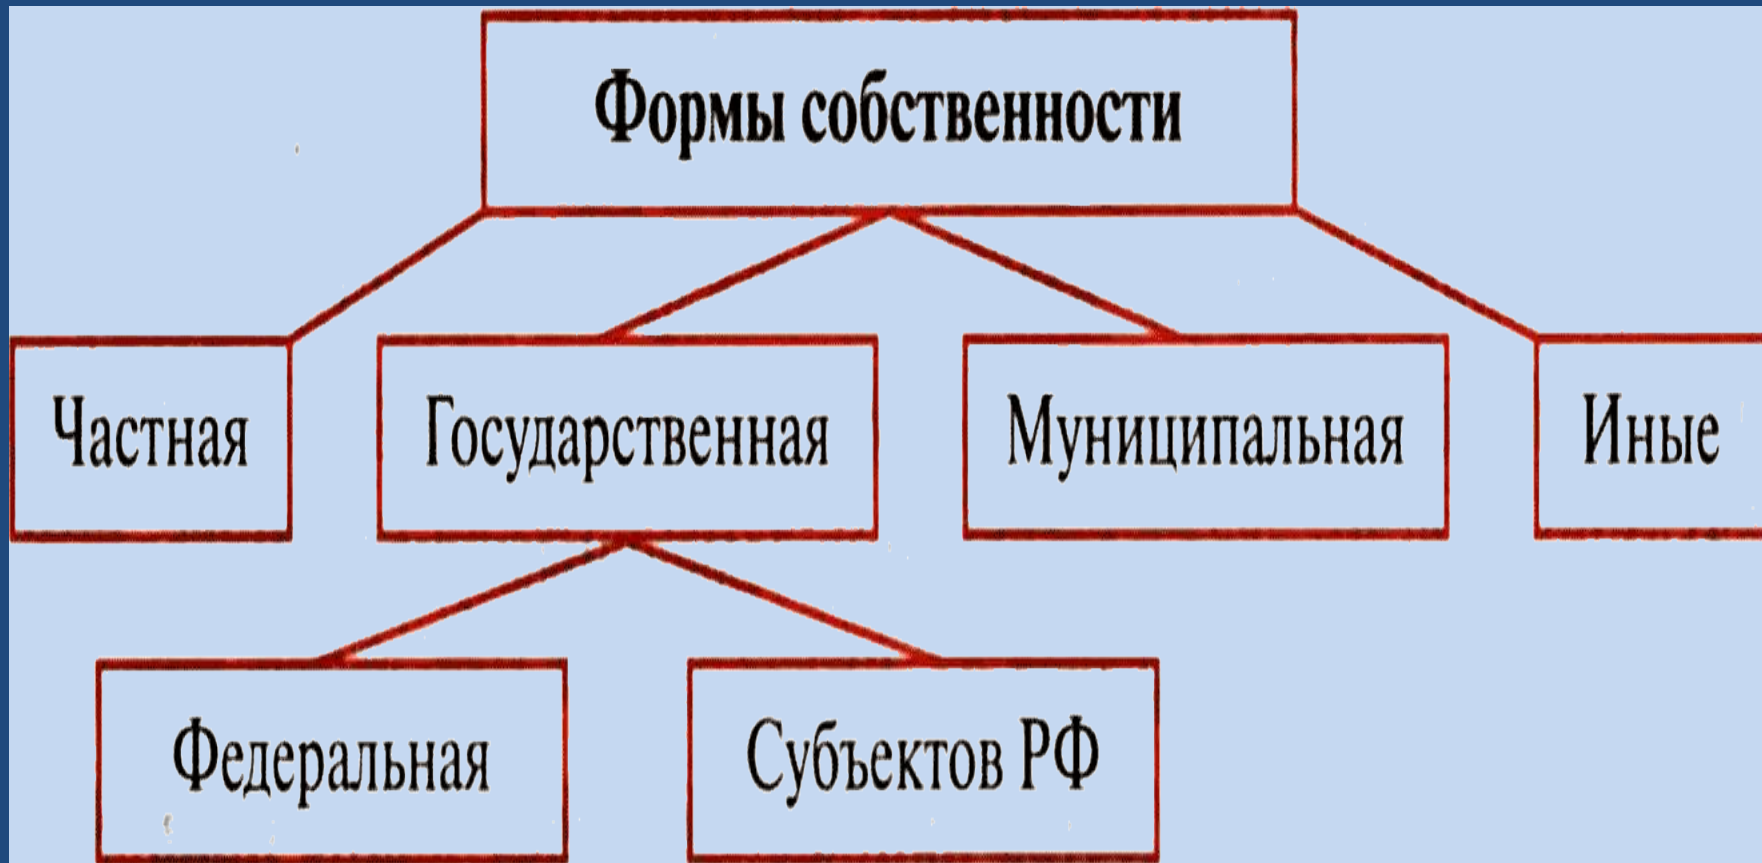 Формы собственности
Частная
Государственная
Муниципальная
Иные
Федеральная
Субъектов РФ